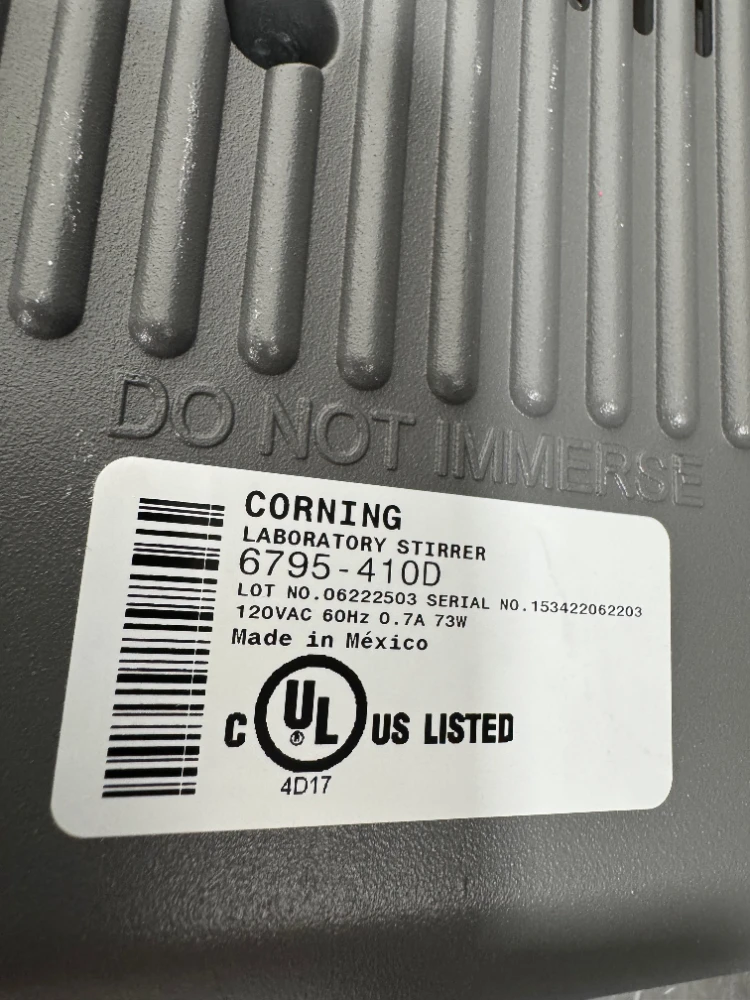 DO NOT IMMERSE
CORNING
LABORATORY STIRRER
6795-410D
LOT NO.06222503 SERIAL NO.153422062203
120VAC 60Hz 0.7A 73W
Made in México
C UL® US LISTED
4D17